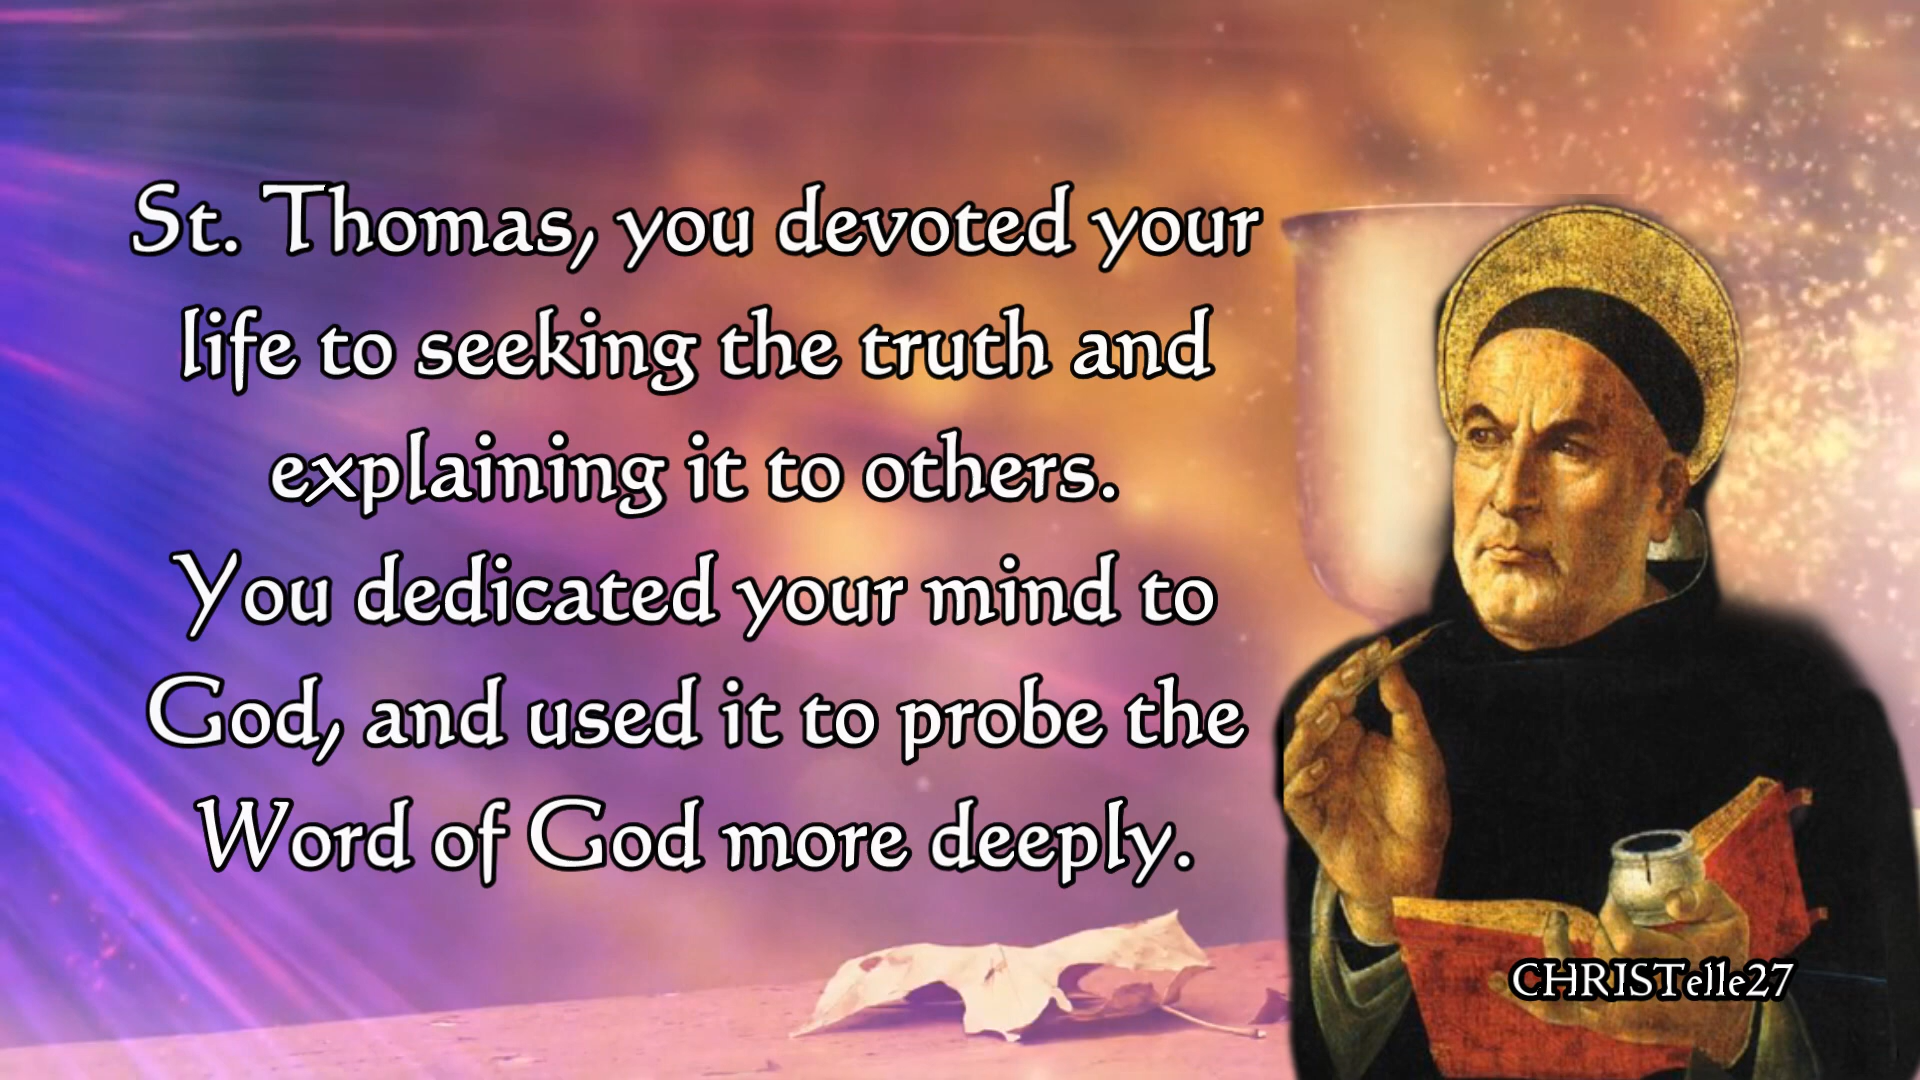 St. Thomas, you devoted your
life to seeking the truth and
explaining it to others.
You dedicated your mind to
God, and used it to probe the
Word of God more deeply.
CHRISTelle27